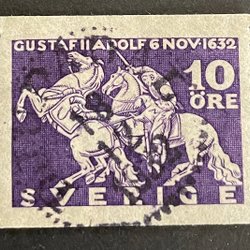 GUSTAF II ADOLF 6 NOV·1632
10
ÖRE
SVERIGE